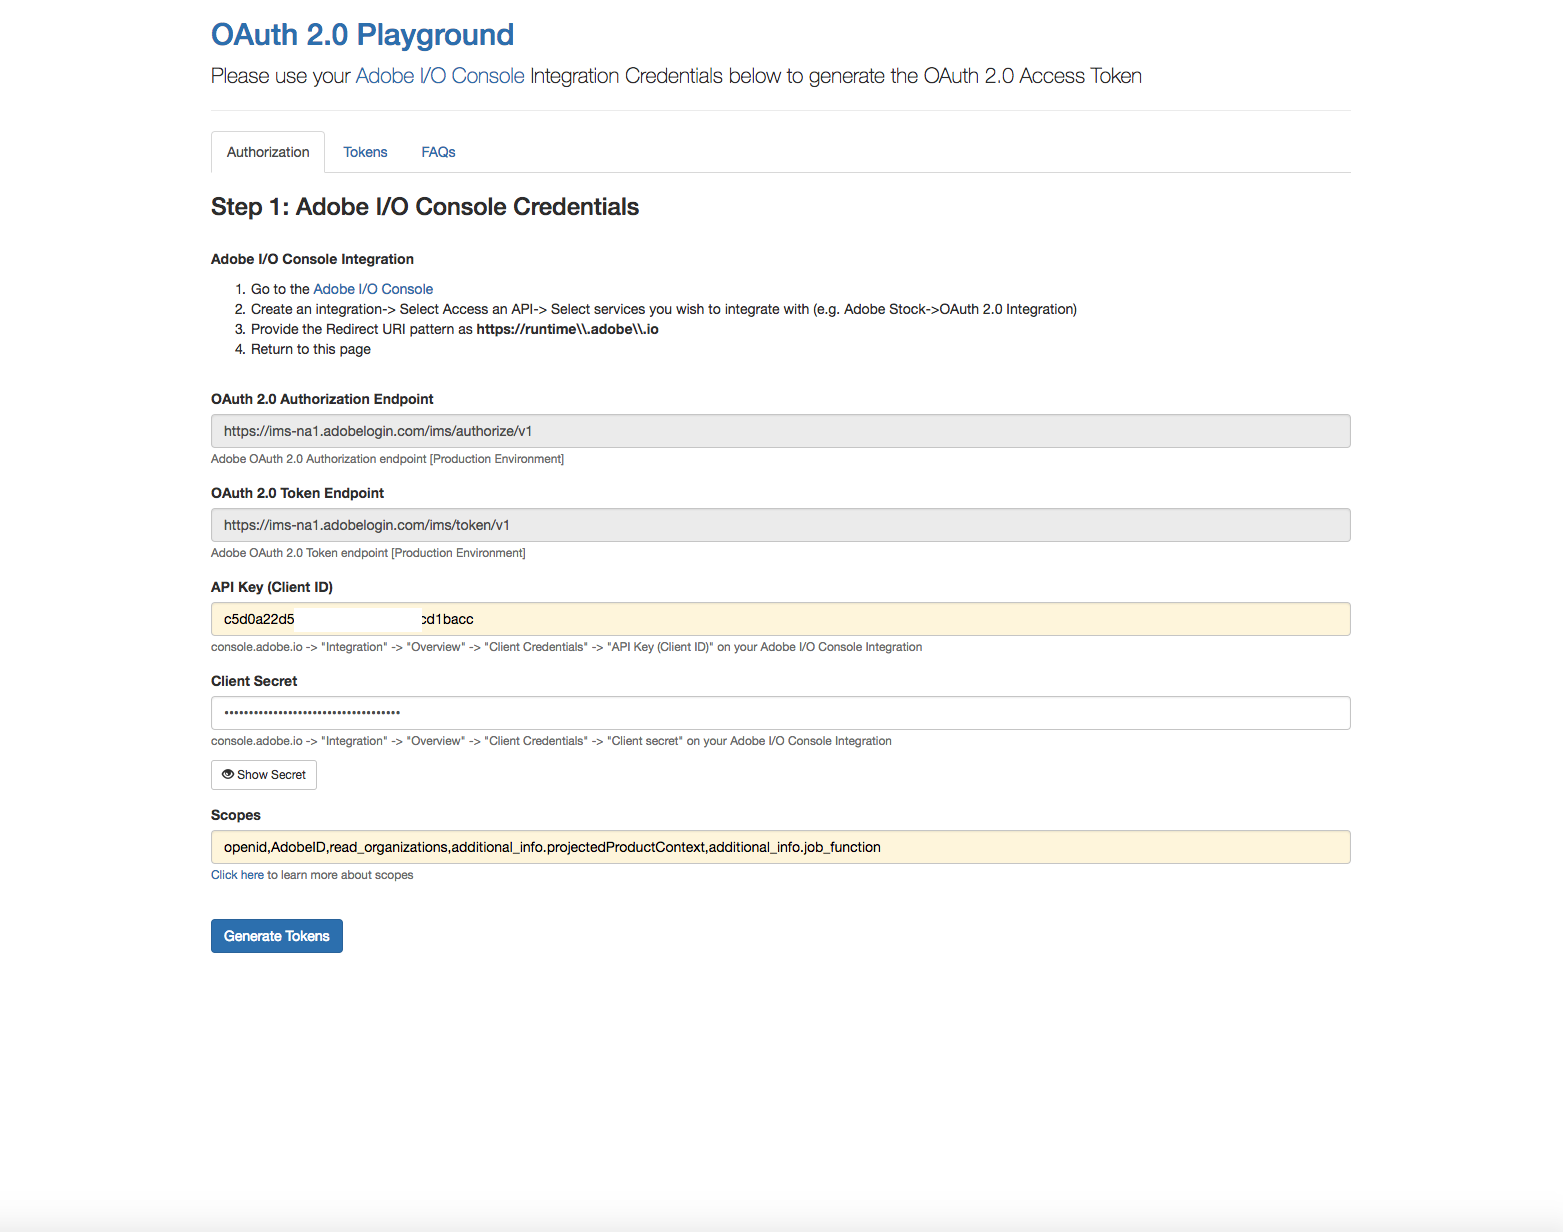 OAuth 2.0 Playground
Please use your Adobe I/O Console Integration Credentials below to generate the OAuth 2.0 Access Token
Authorization Tokens FAQs
Step 1: Adobe I/O Console Credentials
Adobe I/O Console Integration
1. Go to the Adobe I/O Console
2. Create an integration-> Select Access an API-> Select services you wish to integrate with (e.g. Adobe Stock->OAuth 2.0 Integration)
3. Provide the Redirect URI pattern as https://runtime\\.adobe\\.io
4. Return to this page
OAuth 2.0 Authorization Endpoint
https://ims-na1.adobelogin.com/ims/authorize/v1
Adobe OAuth 2.0 Authorization endpoint [Production Environment]
OAuth 2.0 Token Endpoint
https://ims-na1.adobelogin.com/ims/token/v1
Adobe OAuth 2.0 Token endpoint [Production Environment]
API Key (Client ID)
c5d0a22d5 cd1bacc
console.adobe.io -> "Integration" -> "Overview" -> "Client Credentials" -> "API Key (Client ID)" on your Adobe I/O Console Integration
Client Secret
••••••••••••••••••••••••••••••••••••
console.adobe.io -> "Integration" -> "Overview" -> "Client Credentials" -> "Client secret" on your Adobe I/O Console Integration
Show Secret
Scopes
openid,AdobeID,read_organizations,additional_info.projectedProductContext,additional_info.job_function
Click here to learn more about scopes
Generate Tokens